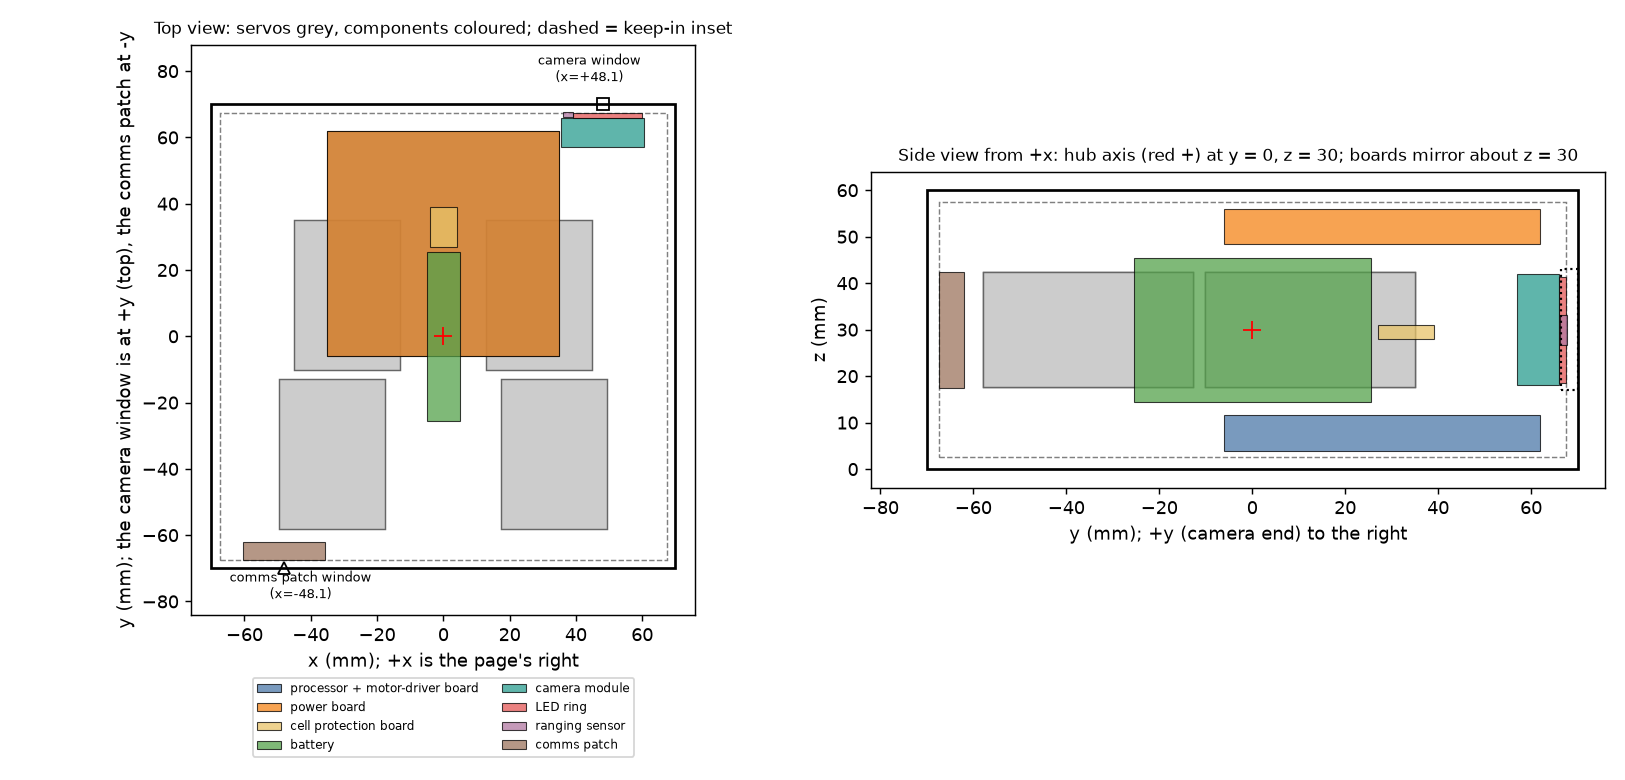 Top view: servos grey, components coloured; dashed = keep-in inset
camera window
(x=+48.1)
y (mm); the camera window is at +y (top), the comms patch at -y
80
60
40
20
0
−20
−40
−60
−80
comms patch window
(x=-48.1)
−60
−40
−20
0
20
40
60
x (mm); +x is the page's right
processor + motor-driver board
power board
cell protection board
battery
camera module
LED ring
ranging sensor
comms patch
Side view from +x: hub axis (red +) at y = 0, z = 30; boards mirror about z = 30
z (mm)
60
50
40
30
20
10
0
−80
−60
−40
−20
0
20
40
60
y (mm); +y (camera end) to the right